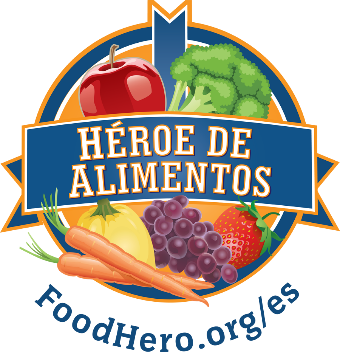 HÉROE DE
ALIMENTOS
FoodHero.org/es